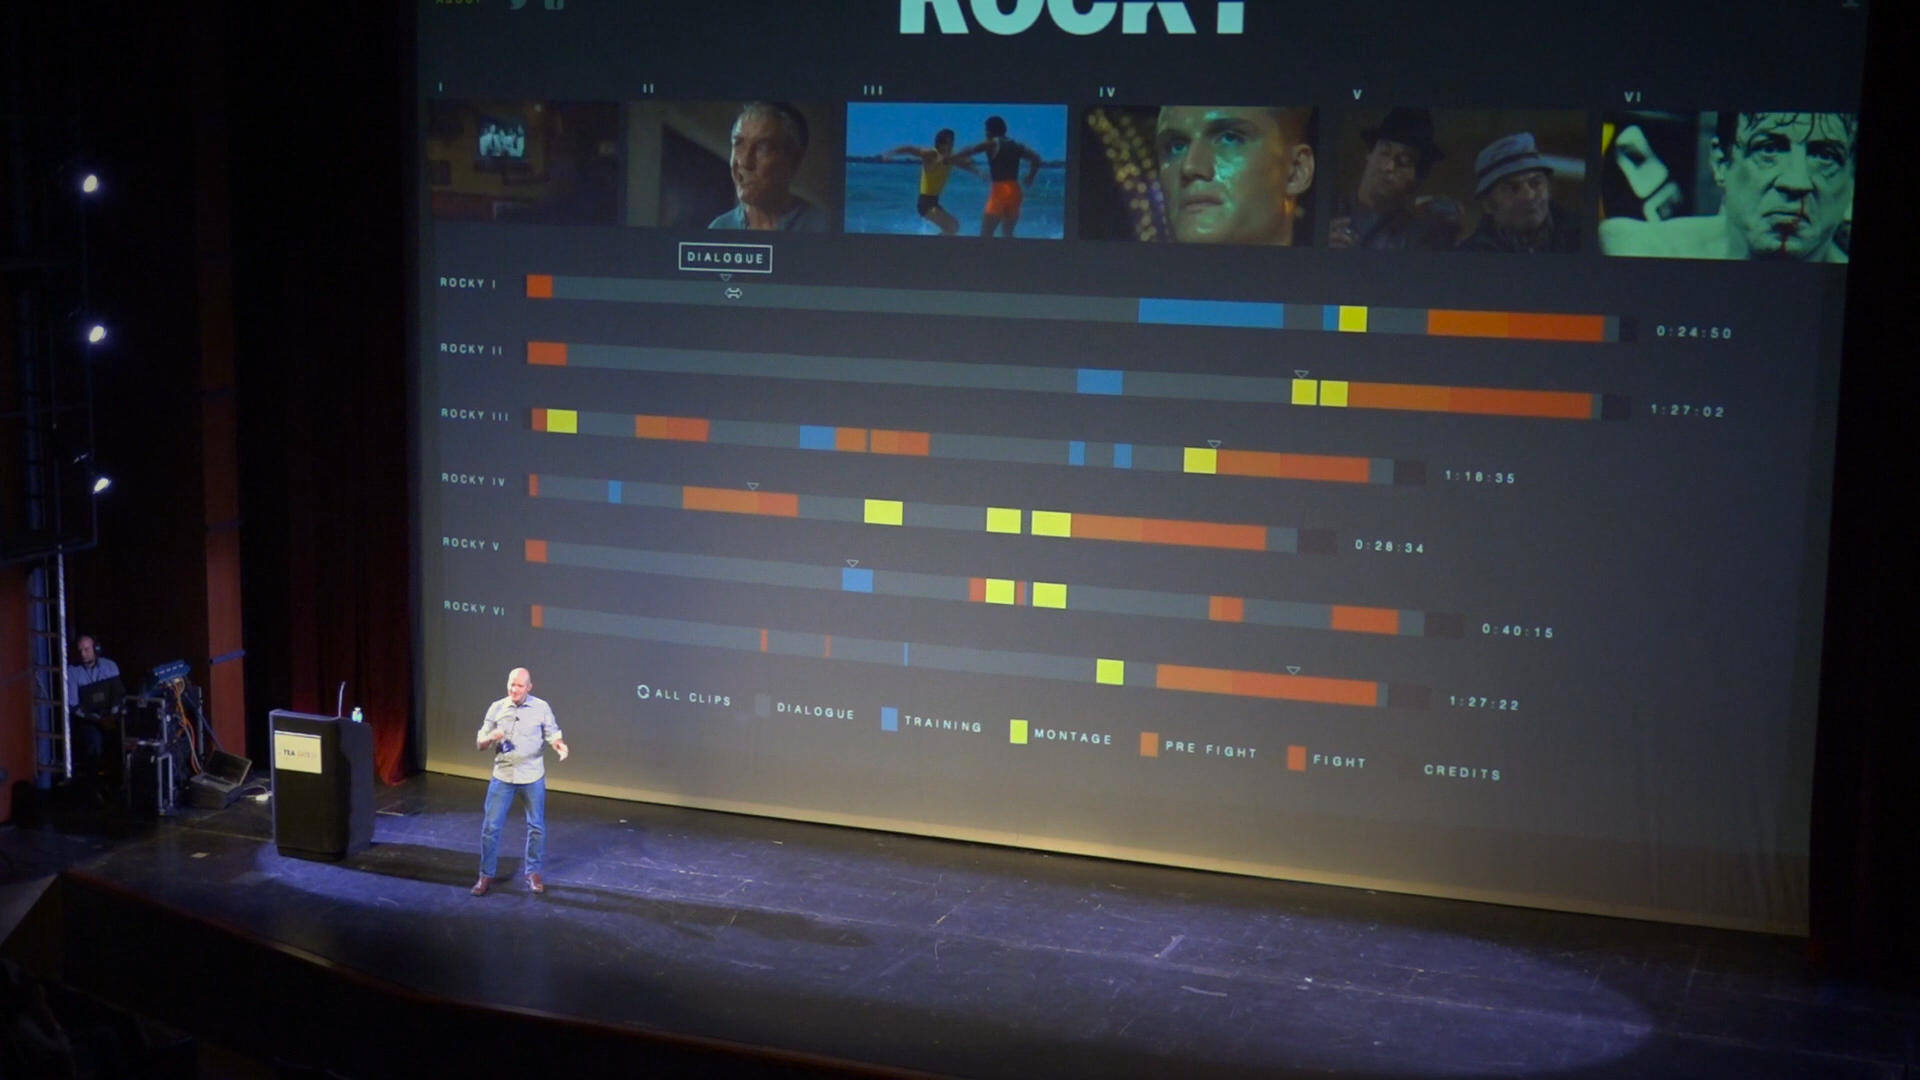 ABOUT
ROCKY
I II III IV V VI
DIALOGUE
ROCKY I 0:24:50
ROCKY II 1:27:02
ROCKY III 1:18:35
ROCKY IV 0:28:34
ROCKY V 0:40:15
ROCKY VI 1:27:22
ALL CLIPS DIALOGUE TRAINING MONTAGE PRE FIGHT FIGHT CREDITS